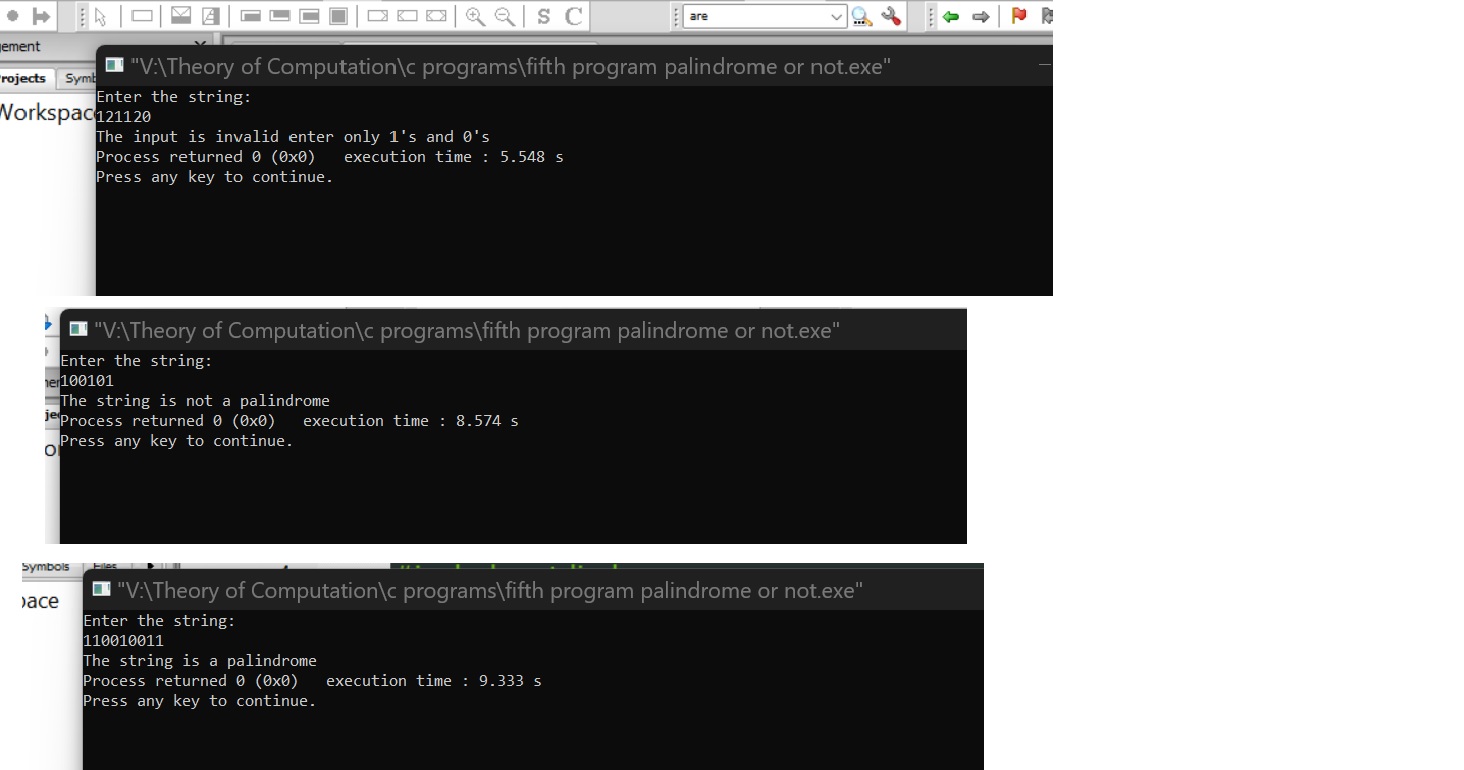 are
ement
rojects Symb
"V:\Theory of Computation\c programs\fifth program palindrome or not.exe"
Workspac
Enter the string:
121120
The input is invalid enter only 1's and 0's
Process returned 0 (0x0)   execution time : 5.548 s
Press any key to continue.
"V:\Theory of Computation\c programs\fifth program palindrome or not.exe"
Enter the string:
100101
The string is not a palindrome
Process returned 0 (0x0)   execution time : 8.574 s
Press any key to continue.
Symbols Files
"V:\Theory of Computation\c programs\fifth program palindrome or not.exe"
pace
Enter the string:
110010011
The string is a palindrome
Process returned 0 (0x0)   execution time : 9.333 s
Press any key to continue.